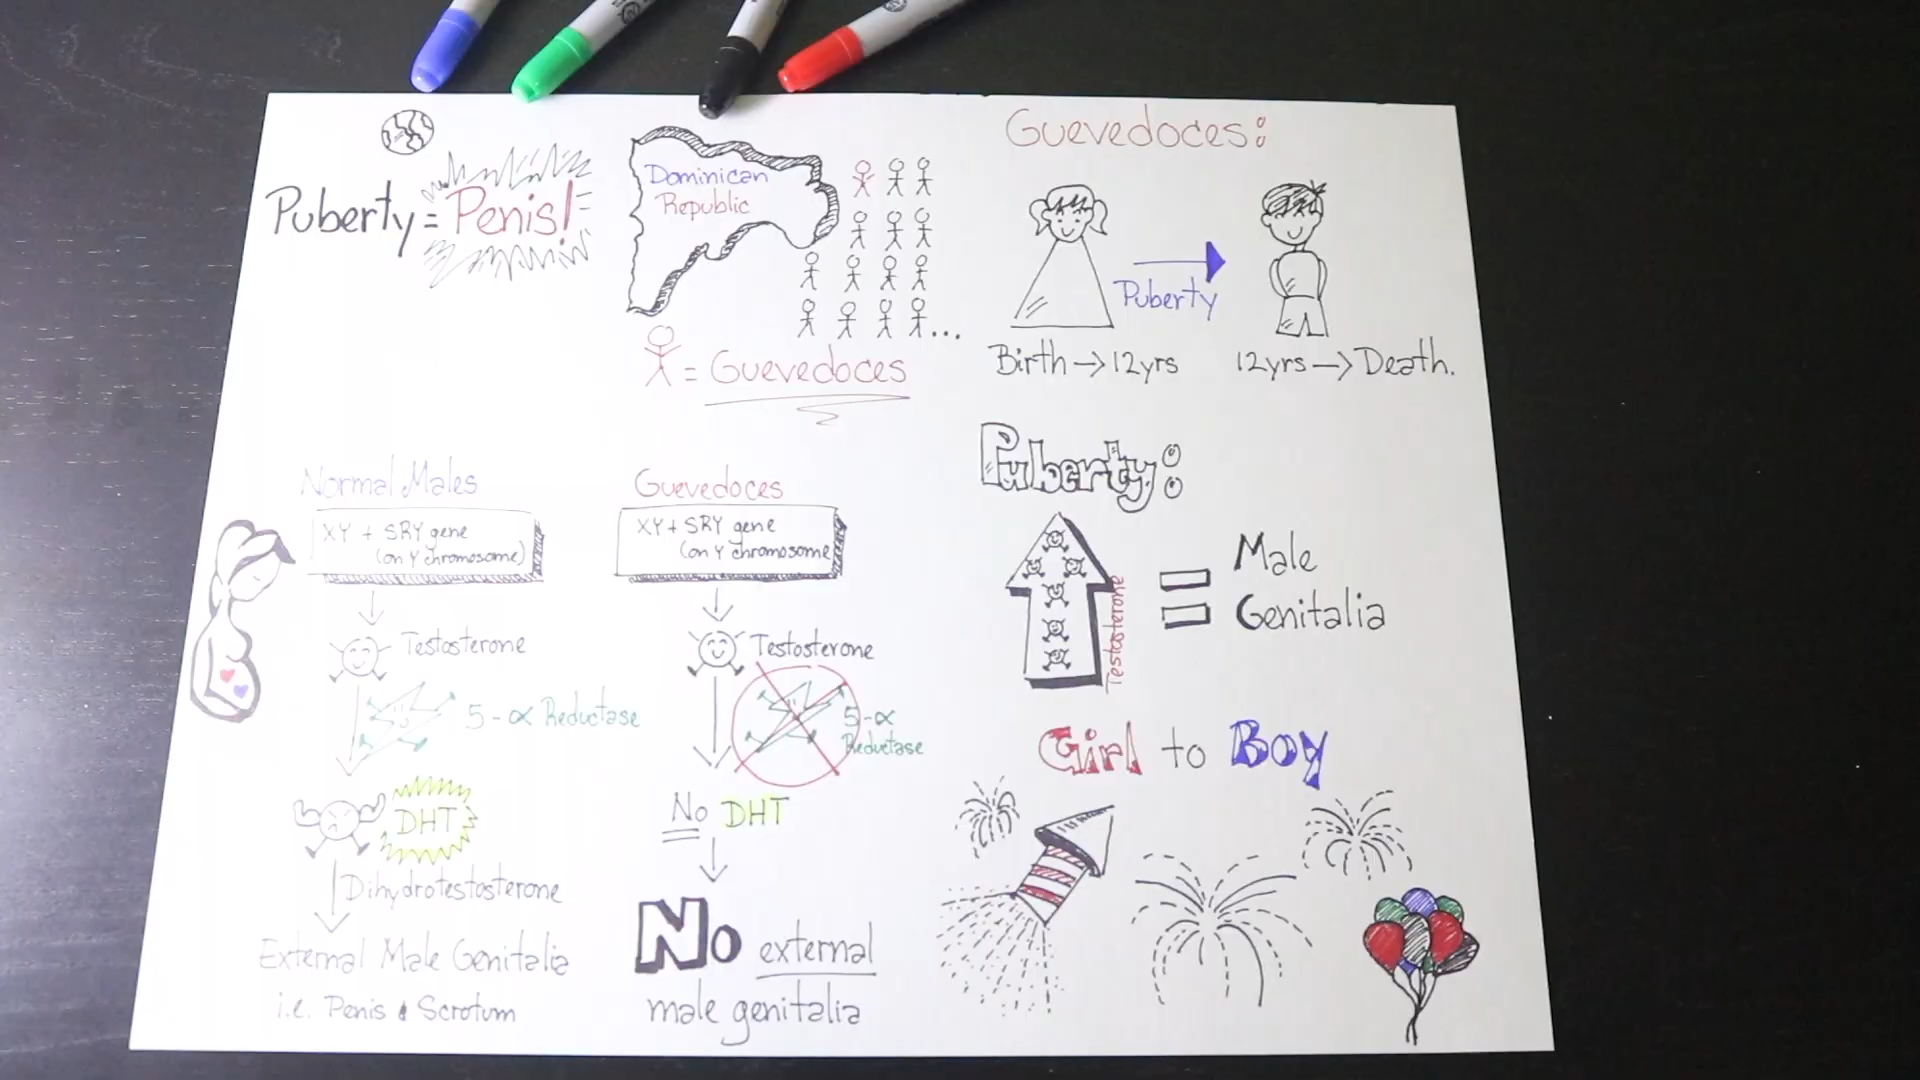 Puberty = Penis!
Dominican
Republic
= Guevedoces
Guevedoces:
Puberty
Birth → 12yrs
12yrs → Death.
Normal Males
XY + SRY gene
(on Y chromosome)
Testosterone
5-α Reductase
DHT
Dihydrotestosterone
External Male Genitalia
i.e. Penis & Scrotum
Guevedoces
XY + SRY gene
(on Y chromosome
Testosterone
5-α
Reductase
No DHT
No external
male genitalia
Puberty:
Testosterone
= Male
Genitalia
Girl to Boy